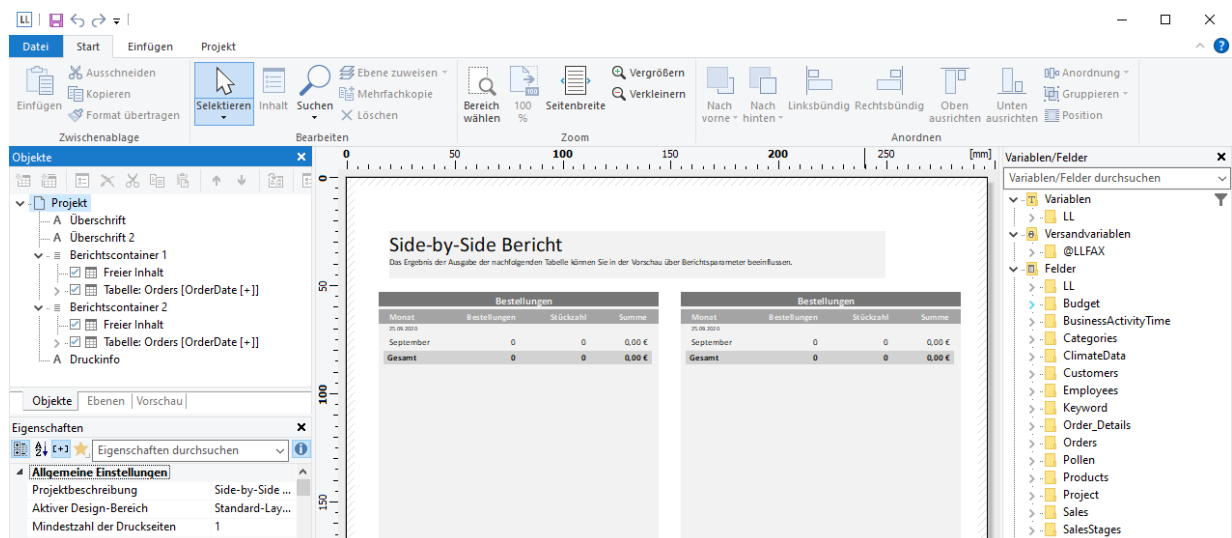 LL
Datei Start Einfügen Projekt
Einfügen
Ausschneiden
Kopieren
Format übertragen
Zwischenablage
Selektieren Inhalt Suchen
Ebene zuweisen
Mehrfachkopie
Löschen
Bearbeiten
Bereich wählen
100 %
Seitenbreite
Vergrößern
Verkleinern
Zoom
Nach vorne
Nach hinten
Linksbündig Rechtsbündig
Oben ausrichten
Unten ausrichten
Anordnung
Gruppieren
Position
Anordnen
Objekte
Projekt
A Überschrift
A Überschrift 2
Berichtscontainer 1
Freier Inhalt
Tabelle: Orders [OrderDate [+]]
Berichtscontainer 2
Freier Inhalt
Tabelle: Orders [OrderDate [+]]
A Druckinfo
Objekte Ebenen Vorschau
Eigenschaften
Eigenschaften durchsuchen
Allgemeine Einstellungen
Projektbeschreibung Side-by-Side ...
Aktiver Design-Bereich Standard-Lay...
Mindestzahl der Druckseiten 1
0 50 100 150 200 250 [mm]
0
50
100
150
Side-by-Side Bericht
Das Ergebnis der Ausgabe der nachfolgenden Tabelle können Sie in der Vorschau über Berichtsparameter beeinflussen.
Bestellungen
Monat Bestellungen Stückzahl Summe
25.09.2020
September 0 0 0,00 €
Gesamt 0 0 0,00 €
Bestellungen
Monat Bestellungen Stückzahl Summe
25.09.2020
September 0 0 0,00 €
Gesamt 0 0 0,00 €
Variablen/Felder
Variablen/Felder durchsuchen
Variablen
LL
Versandvariablen
@LLFAX
Felder
LL
Budget
BusinessActivityTime
Categories
ClimateData
Customers
Employees
Keyword
Order_Details
Orders
Pollen
Products
Project
Sales
SalesStages